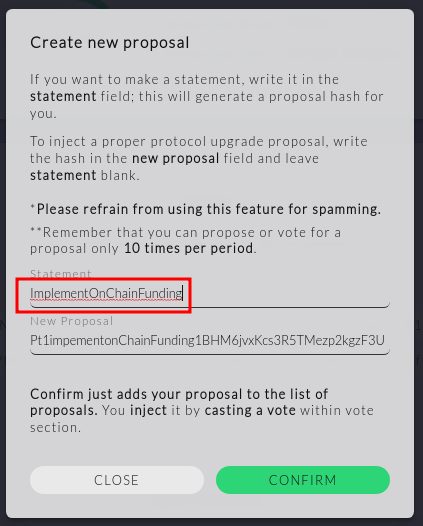 Create new proposal
If you want to make a statement, write it in the
statement field; this will generate a proposal hash for
you.
To inject a proper protocol upgrade proposal, write
the hash in the new proposal field and leave
statement blank.
*Please refrain from using this feature for spamming.
**Remember that you can propose or vote for a
proposal only 10 times per period.
Statement
ImplementOnChainFunding
New Proposal
Pt1impementonChainFunding1BHM6jvxKcs3R5TMezp2kgzF3U
Confirm just adds your proposal to the list of
proposals. You inject it by casting a vote within vote
section.
CLOSE
CONFIRM